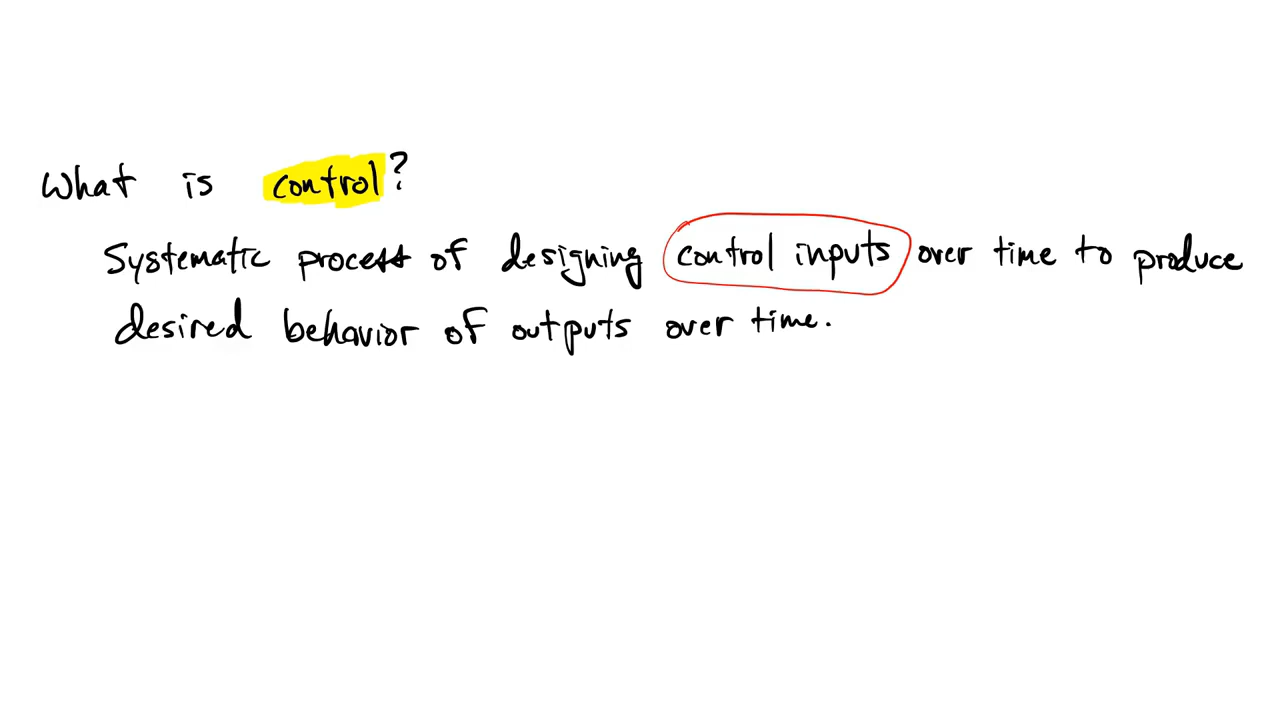 What is control?
Systematic process of designing control inputs over time to produce
desired behavior of outputs over time.